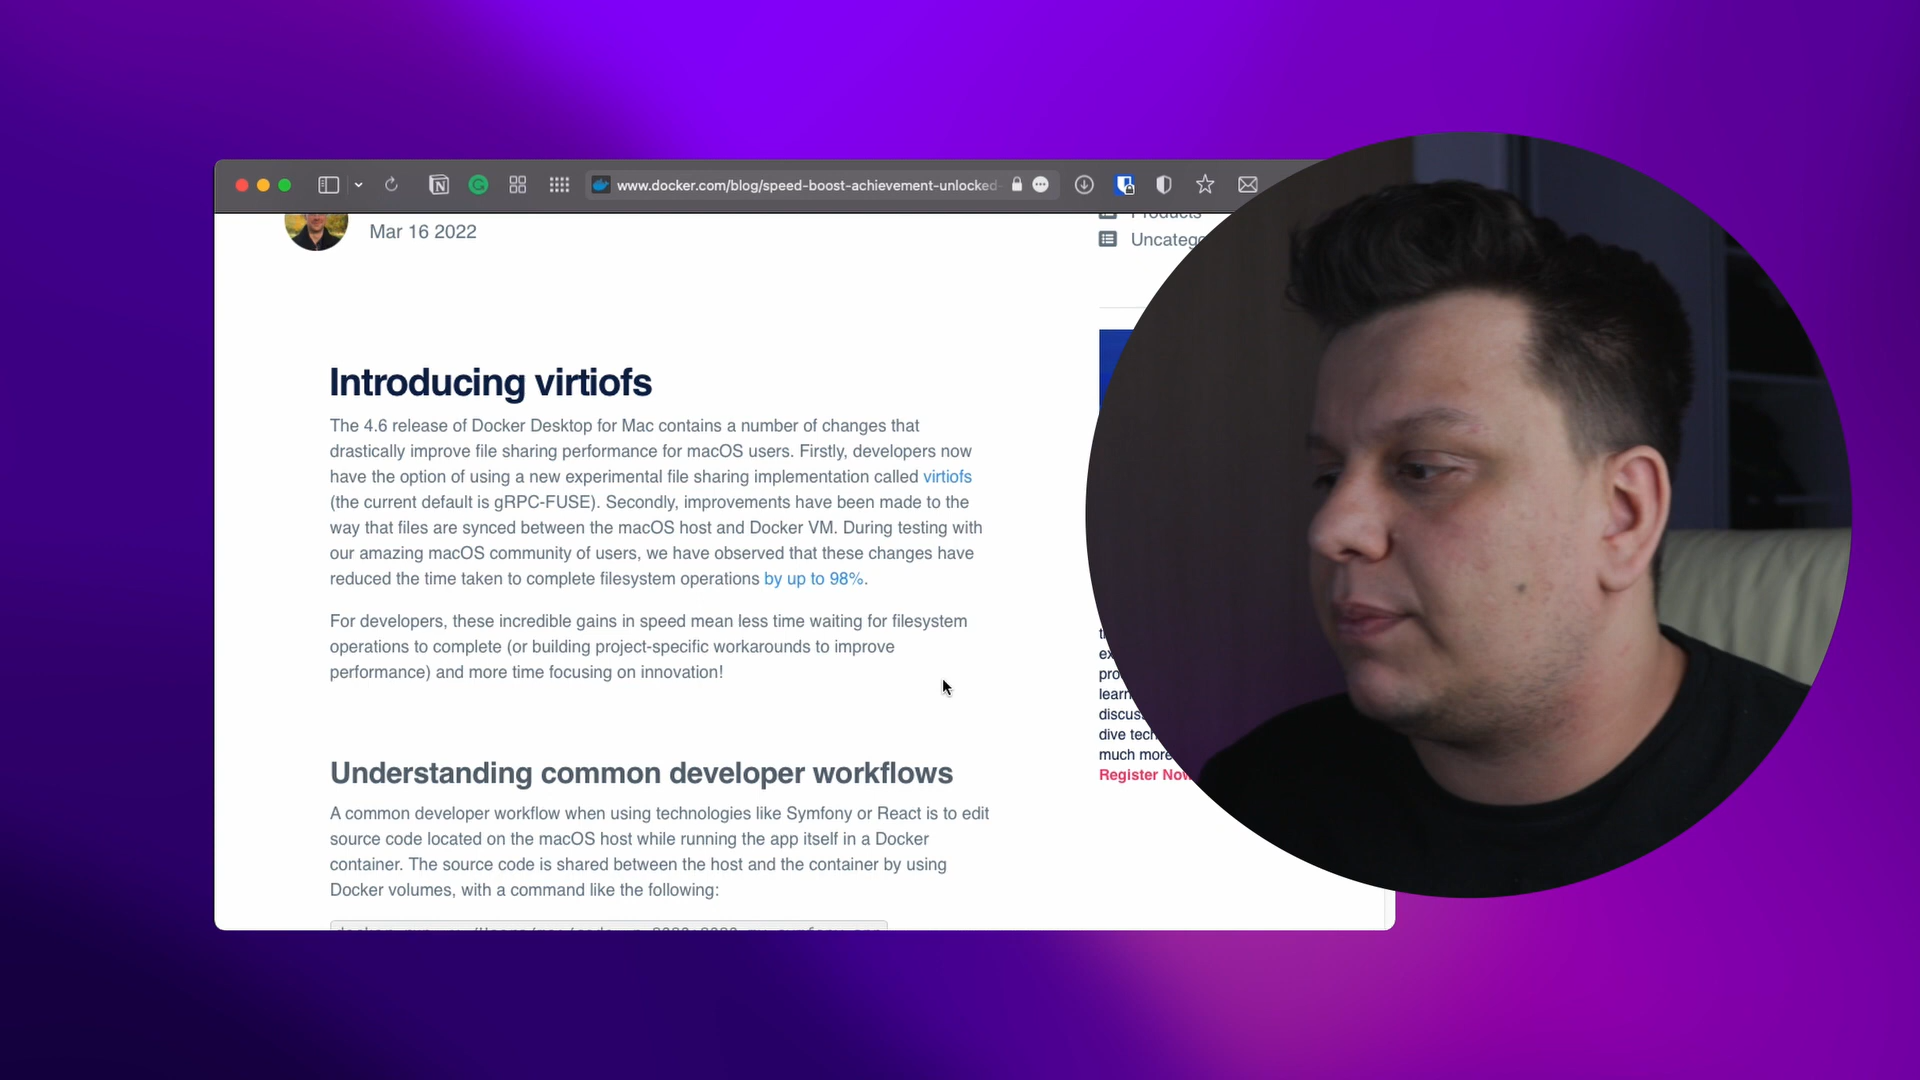 www.docker.com/blog/speed-boost-achievement-unlocked-
Mar 16 2022
Products
Introducing virtiofs
The 4.6 release of Docker Desktop for Mac contains a number of changes that
drastically improve file sharing performance for macOS users. Firstly, developers now
have the option of using a new experimental file sharing implementation called virtiofs
(the current default is gRPC-FUSE). Secondly, improvements have been made to the
way that files are synced between the macOS host and Docker VM. During testing with
our amazing macOS community of users, we have observed that these changes have
reduced the time taken to complete filesystem operations by up to 98%.
For developers, these incredible gains in speed mean less time waiting for filesystem
operations to complete (or building project-specific workarounds to improve
performance) and more time focusing on innovation!
Understanding common developer workflows
A common developer workflow when using technologies like Symfony or React is to edit
source code located on the macOS host while running the app itself in a Docker
container. The source code is shared between the host and the container by using
Docker volumes, with a command like the following:
learn
dive
much more
Register Now